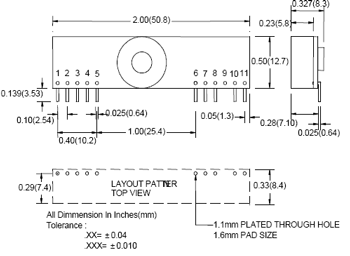 2.00(50.8)
0.327(8.3)
0.23(5.8)
0.50(12.7)
1 2 3 4 5
6 7 8 9 10 11
0.139(3.53)
0.025(0.64)
0.10(2.54)
0.05(1.3)
0.28(7.10)
0.40(10.2)
1.00(25.4)
0.025(0.64)
LAYOUT PATTER
TOP VIEW
0.29(7.4)
0.33(8.4)
All Dimmension In Inches(mm)
Tolerance :
.XX= ± 0.04
.XXX= ± 0.010
1.1mm PLATED THROUGH HOLE
1.6mm PAD SIZE